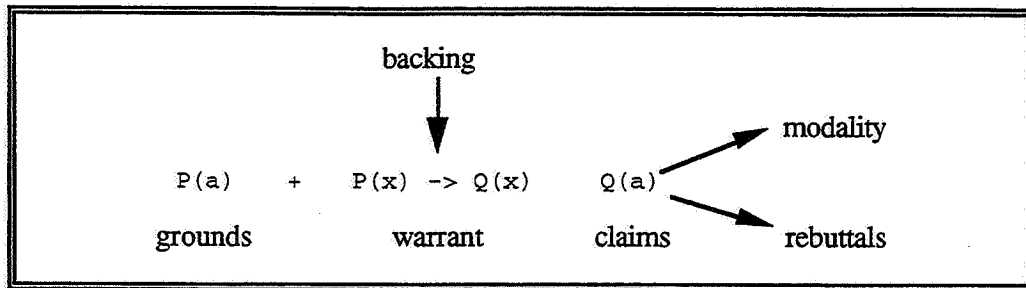 backing
modality
P(a) + P(x) -> Q(x) Q(a)
grounds warrant claims rebuttals